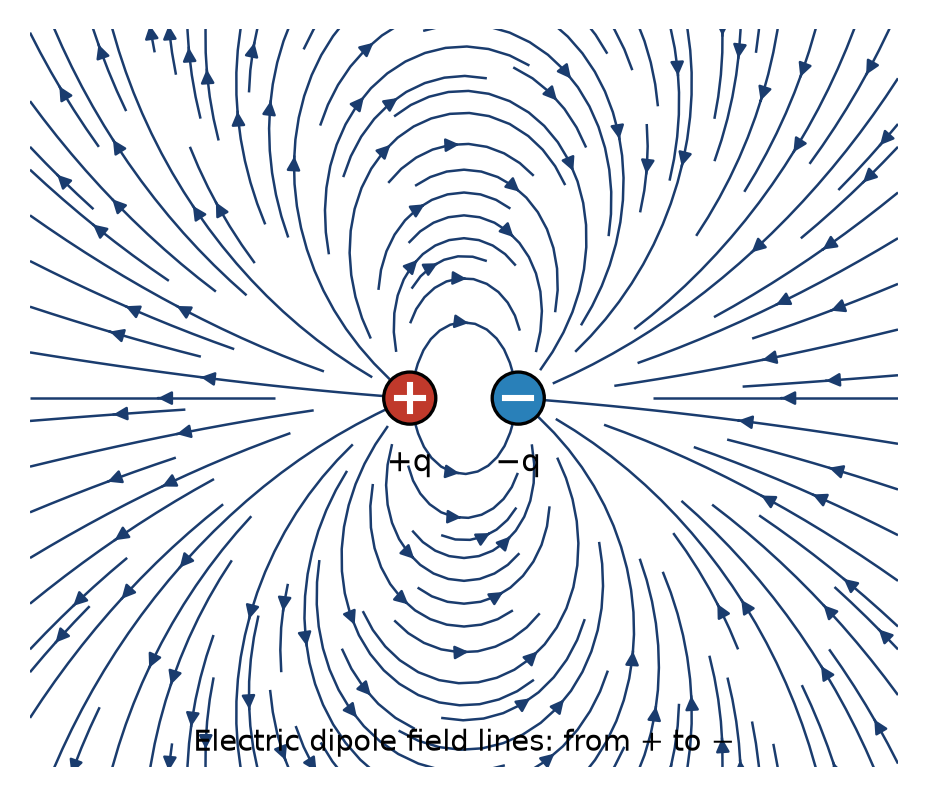 + −
+q −q
Electric dipole field lines: from + to −